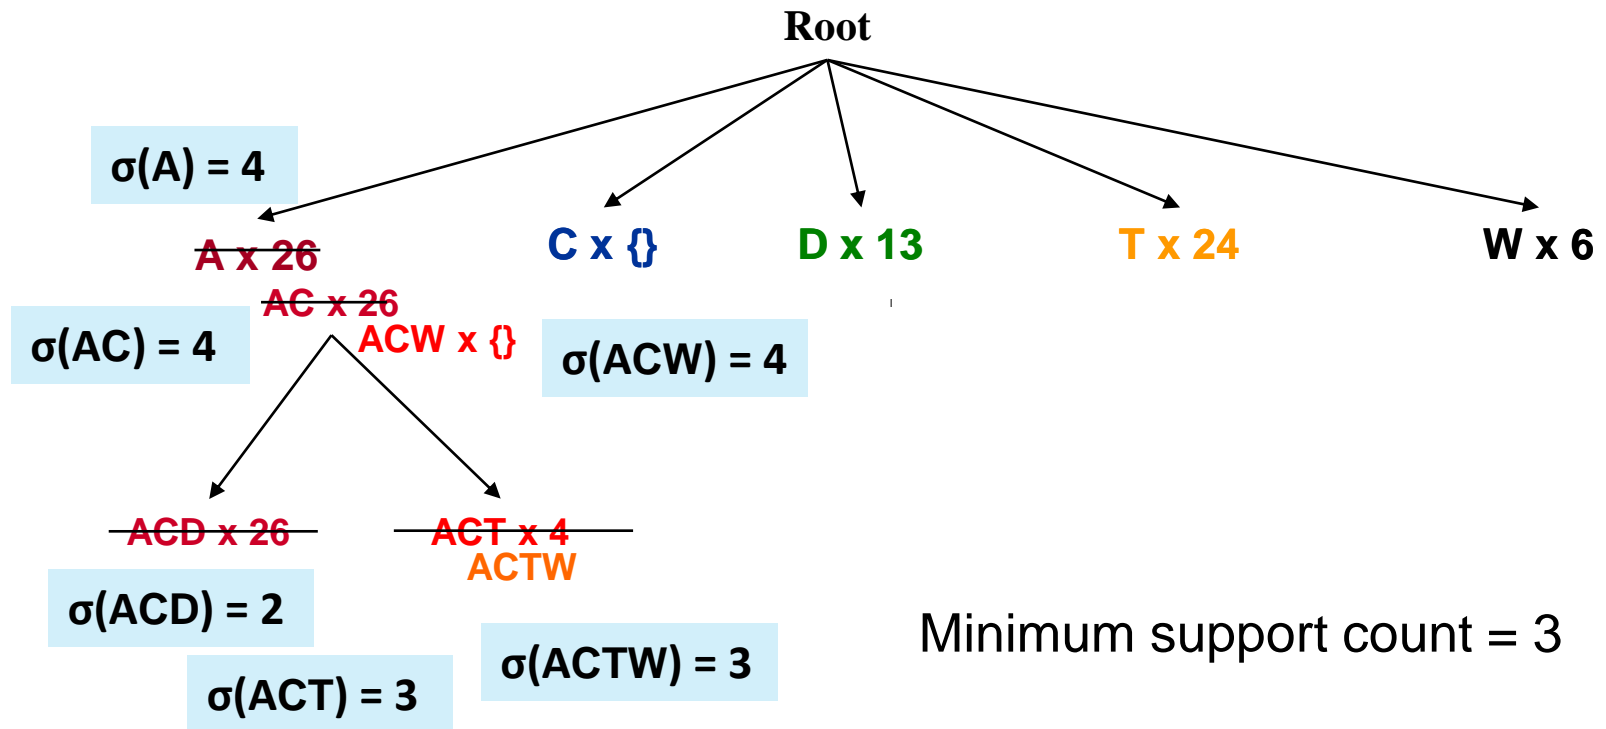 Root
σ(A) = 4
A x 26
C x {}
D x 13
T x 24
W x 6
AC x 26
σ(AC) = 4
ACW x {}
σ(ACW) = 4
ACD x 26
ACT x 4
ACTW
σ(ACD) = 2
σ(ACTW) = 3
Minimum support count = 3
σ(ACT) = 3